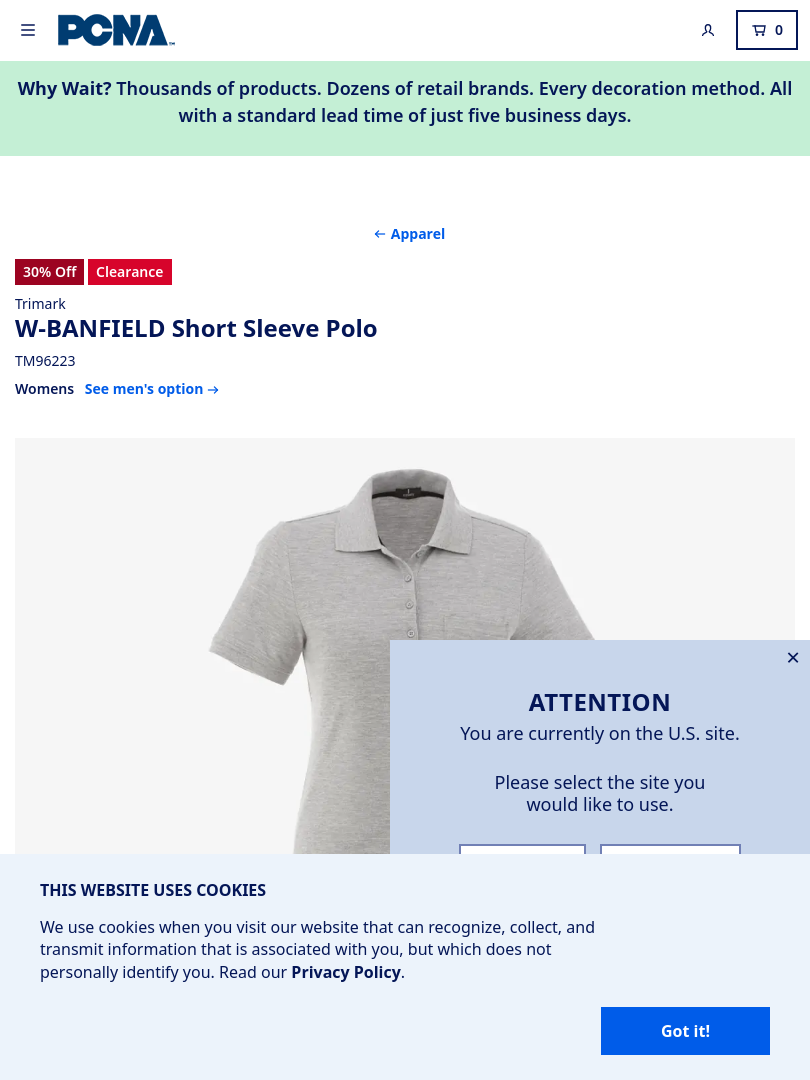 PCNA
0
Why Wait? Thousands of products. Dozens of retail brands. Every decoration method. All
with a standard lead time of just five business days.
← Apparel
30% Off
Clearance
Trimark
W-BANFIELD Short Sleeve Polo
TM96223
Womens See men's option →
ATTENTION
You are currently on the U.S. site.
Please select the site you
would like to use.
THIS WEBSITE USES COOKIES
We use cookies when you visit our website that can recognize, collect, and
transmit information that is associated with you, but which does not
personally identify you. Read our Privacy Policy.
Got it!